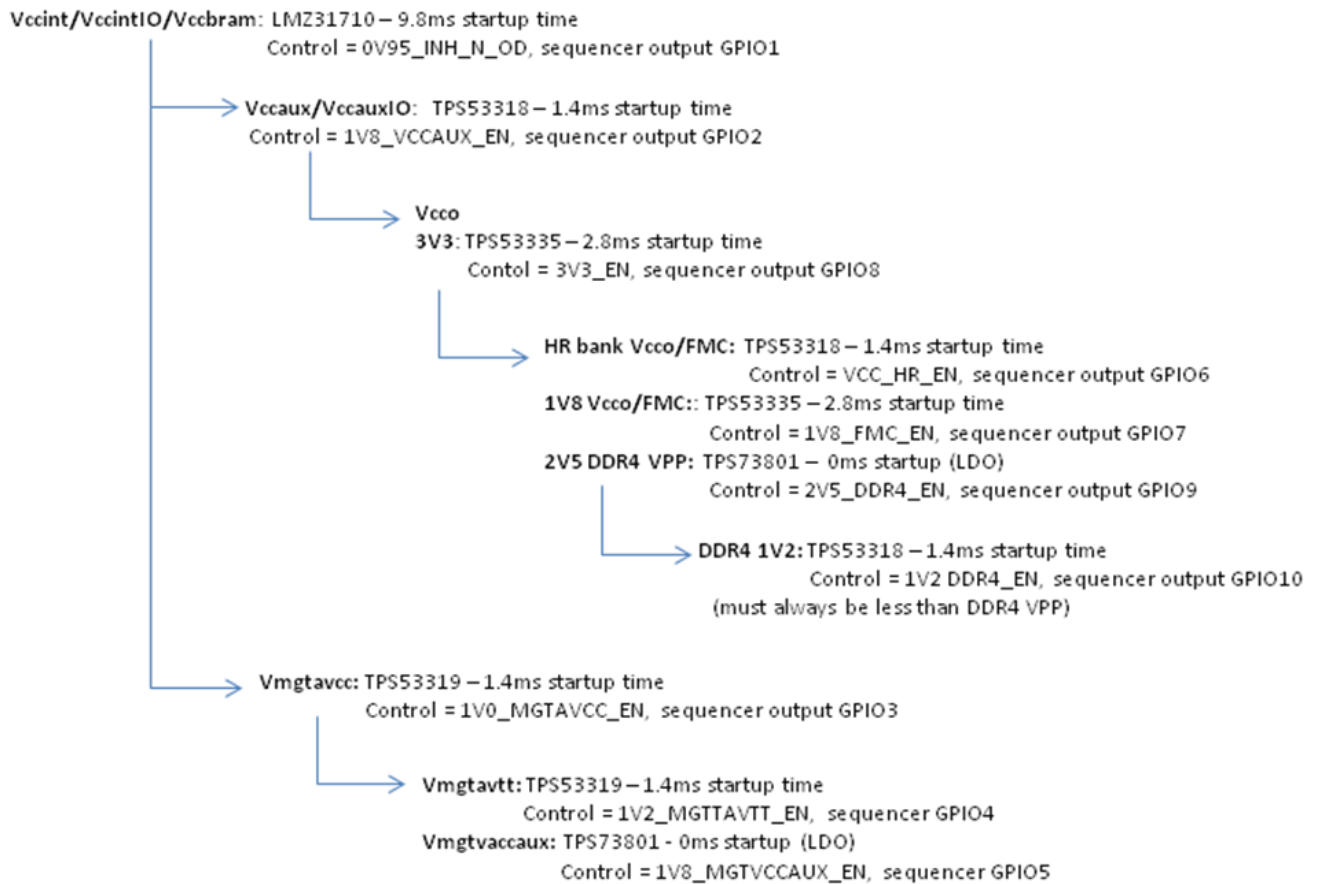 Vccint/VccintIO/Vccbram: LMZ31710 – 9.8ms startup time
Control = 0V95_INH_N_OD, sequencer output GPIO1
Vccaux/VccauxIO: TPS53318 – 1.4ms startup time
Control = 1V8_VCCAUX_EN, sequencer output GPIO2
Vcco
3V3: TPS53335 – 2.8ms startup time
Contol = 3V3_EN, sequencer output GPIO8
HR bank Vcco/FMC: TPS53318 – 1.4ms startup time
Control = VCC_HR_EN, sequencer output GPIO6
1V8 Vcco/FMC:: TPS53335 – 2.8ms startup time
Control = 1V8_FMC_EN, sequencer output GPIO7
2V5 DDR4 VPP: TPS73801 – 0ms startup (LDO)
Control = 2V5_DDR4_EN, sequencer output GPIO9
DDR4 1V2: TPS53318 – 1.4ms startup time
Control = 1V2 DDR4_EN, sequencer output GPIO10
(must always be less than DDR4 VPP)
Vmgtavcc: TPS53319 – 1.4ms startup time
Control = 1V0_MGTAVCC_EN, sequencer output GPIO3
Vmgtavtt: TPS53319 – 1.4ms startup time
Control = 1V2_MGTTAVTT_EN, sequencer GPIO4
Vmgtvaccaux: TPS73801 - 0ms startup (LDO)
Control = 1V8_MGTVCCAUX_EN, sequencer GPIO5